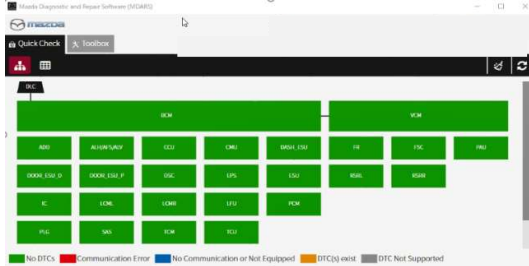 Mazda Diagnostic and Repair Software (MDARS)
mazda
Quick Check Toolbox
DLC
BCM VCM
ABU ALH/AFS/ALV CCU CMU DASH_ESU FR FSC PAU
DOOR_ESU_D DOOR_ESU_P DSC EPS ESU RSRL RSRR
IC LCML LCMR LFU PCM
PLG SAS TCM TCU
No DTCs Communication Error No Communication or Not Equipped DTC(s) exist DTC Not Supported